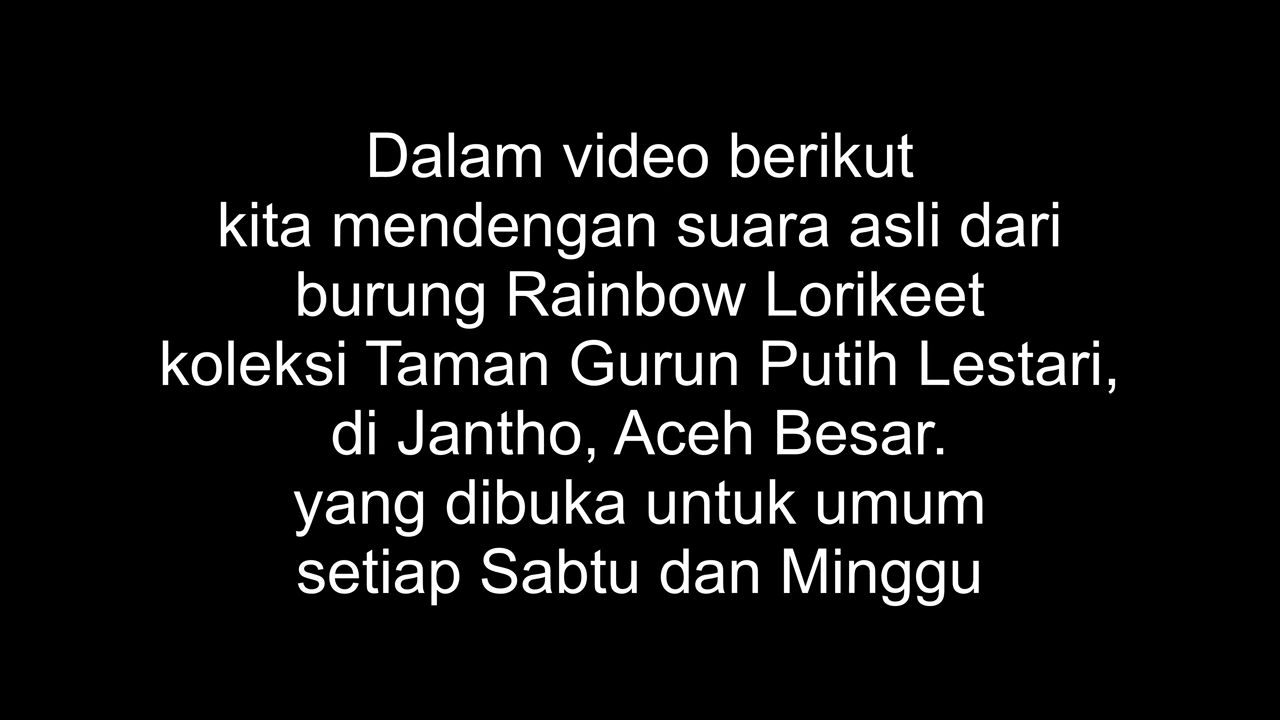 Dalam video berikut
kita mendengan suara asli dari
burung Rainbow Lorikeet
koleksi Taman Gurun Putih Lestari,
di Jantho, Aceh Besar.
yang dibuka untuk umum
setiap Sabtu dan Minggu